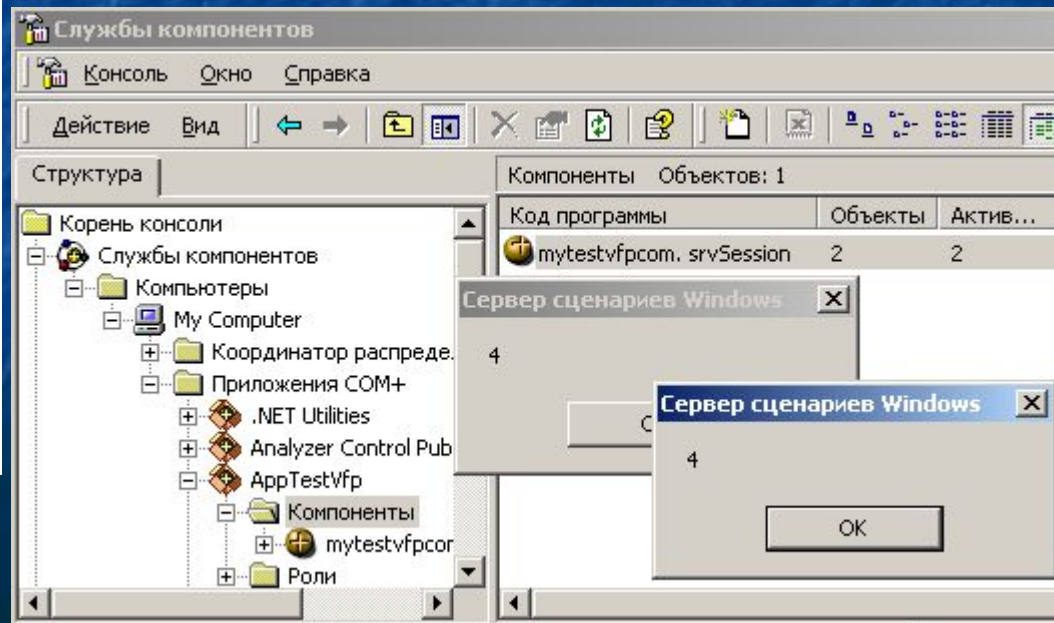 Службы компонентов
Консоль Окно Справка
Действие Вид
Структура
Компоненты Объектов: 1
Код программы Объекты Актив...
mytestvfpcom. srvSession 2 2
Корень консоли
Службы компонентов
Компьютеры
My Computer
Координатор распреде.
Приложения COM+
.NET Utilities
Analyzer Control Pub
AppTestVfp
Компоненты
mytestvfpcor
Роли
Сервер сценариев Windows
4
Сервер сценариев Windows
4
OK